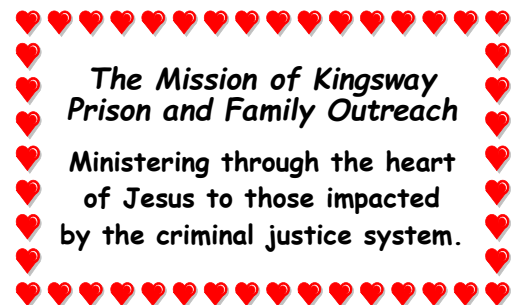 The Mission of Kingsway
Prison and Family Outreach
Ministering through the heart
of Jesus to those impacted
by the criminal justice system.